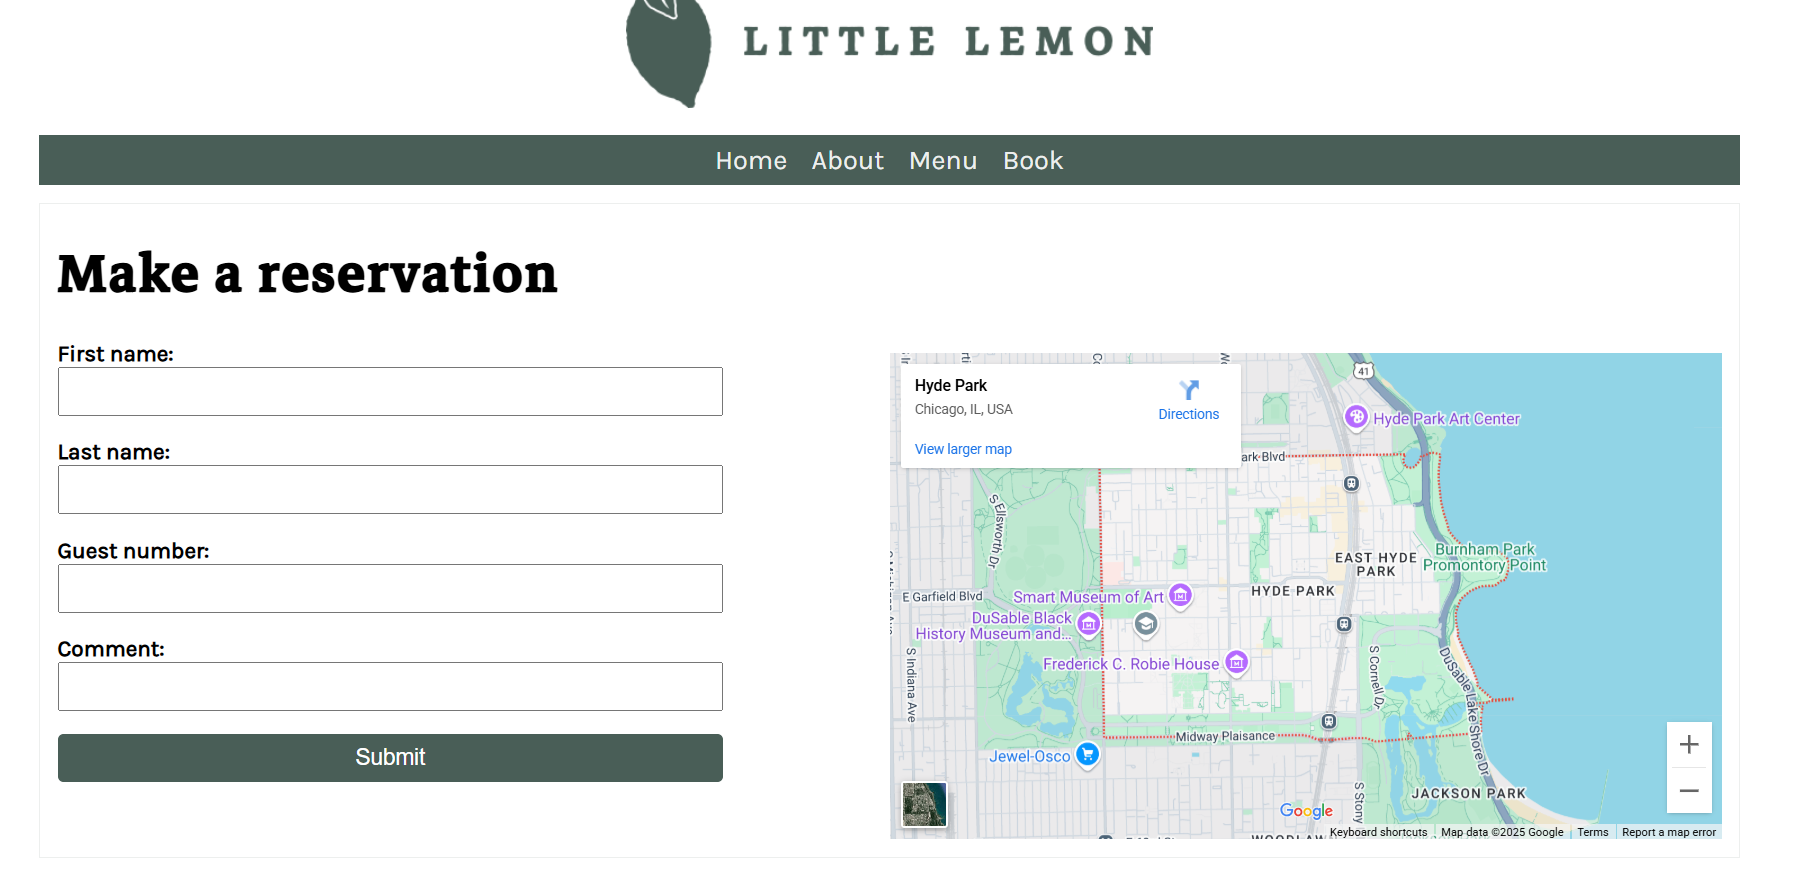 LITTLE LEMON
Home About Menu Book
Make a reservation
First name:
Last name:
Guest number:
Comment:
Submit
Hyde Park
Chicago, IL, USA
Directions
View larger map
41
Hyde Park Art Center
ark Blvd
S Ellsworth Dr
EAST HYDE
PARK
Burnham Park
Promontory Point
HYDE PARK
E Garfield Blvd
Smart Museum of Art
DuSable Black
History Museum and...
Frederick C. Robie House
S Indiana Ave
S Cornell Dr
DuSable Lake Shore Dr
Midway Plaisance
Jewel-Osco
S Stony
JACKSON PARK
Google
Keyboard shortcuts
Map data ©2025 Google
Terms
Report a map error